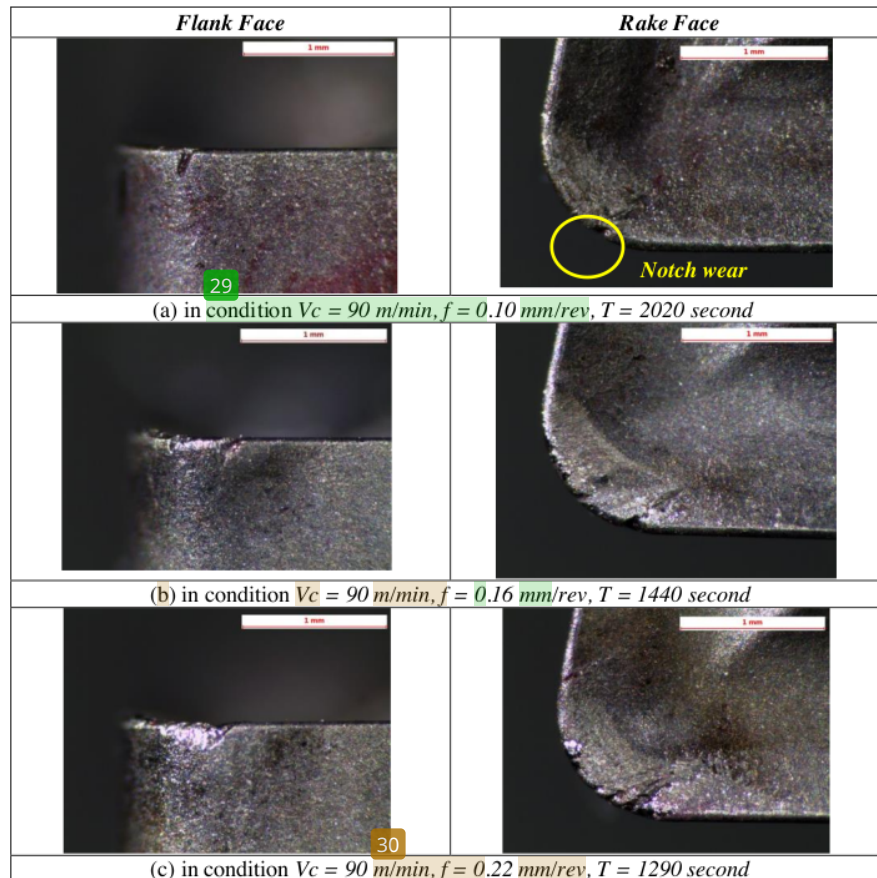 Flank Face Rake Face
1 mm 1 mm
Notch wear
29
(a) in condition Vc = 90 m/min, f = 0.10 mm/rev, T = 2020 second
1 mm 1 mm
(b) in condition Vc = 90 m/min, f = 0.16 mm/rev, T = 1440 second
1 mm 1 mm
30
(c) in condition Vc = 90 m/min, f = 0.22 mm/rev, T = 1290 second